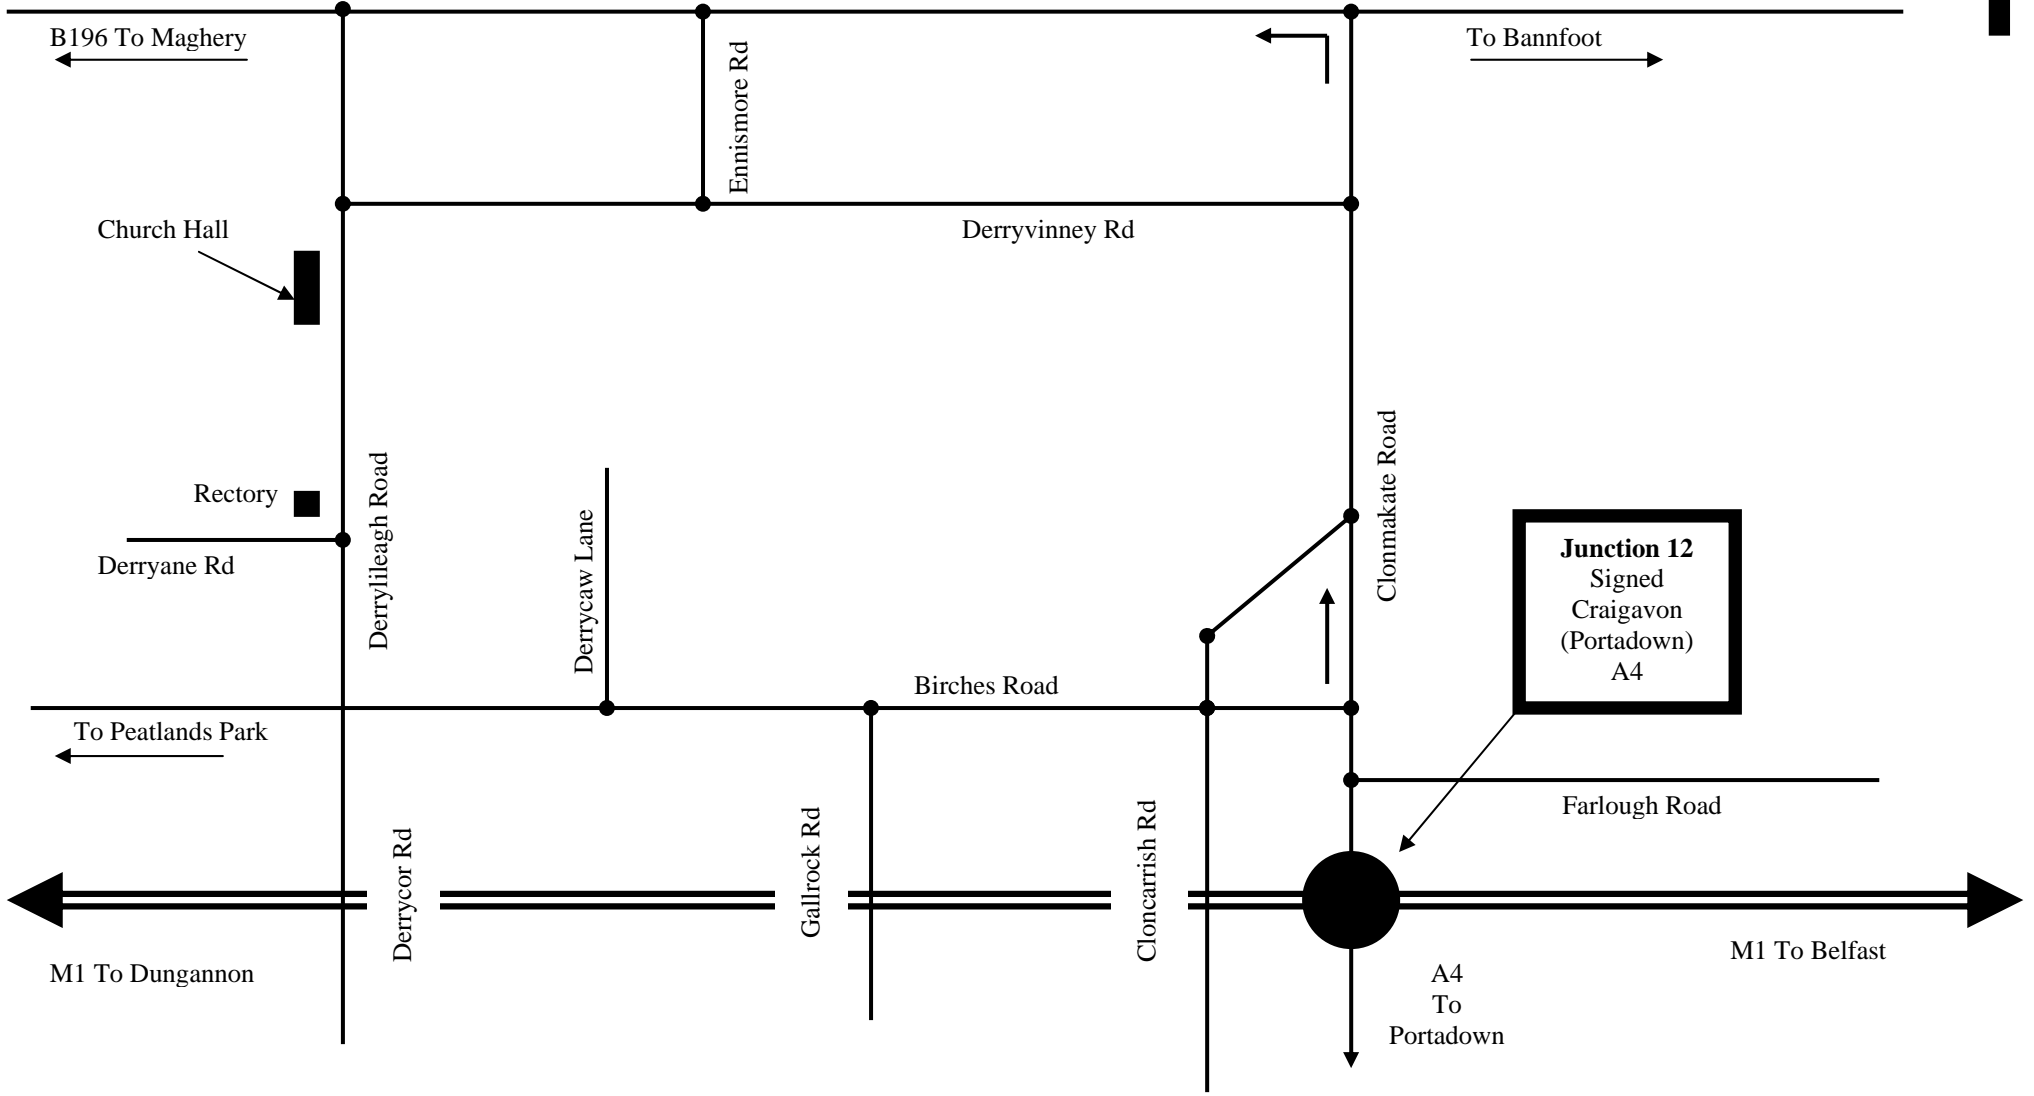 B196 To Maghery
To Bannfoot
Ennismore Rd
Church Hall
Derryvinney Rd
Clonmakate Road
Rectory
Derrylileagh Road
Derrycaw Lane
Derryane Rd
Junction 12
Signed
Craigavon
(Portadown)
A4
Birches Road
To Peatlands Park
Farlough Road
Derrycor Rd
Gallrock Rd
Cloncarrish Rd
M1 To Dungannon
M1 To Belfast
A4
To
Portadown